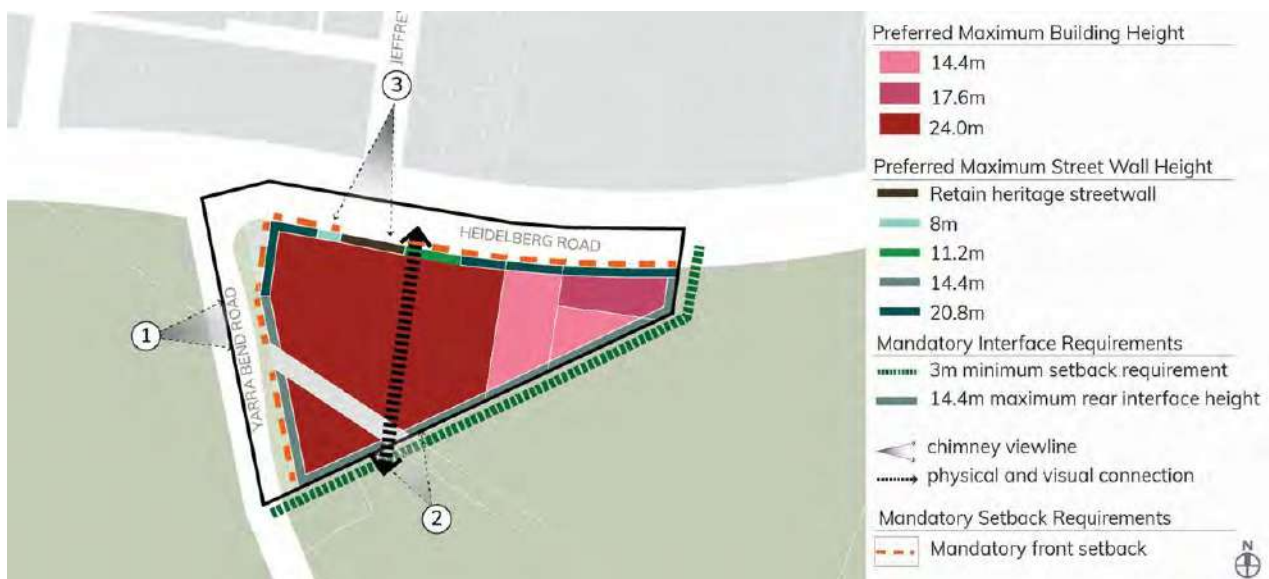 JEFFREY
3
HEIDELBERG ROAD
1
YARRA BEND ROAD
2
Preferred Maximum Building Height
14.4m
17.6m
24.0m
Preferred Maximum Street Wall Height
Retain heritage streetwall
8m
11.2m
14.4m
20.8m
Mandatory Interface Requirements
3m minimum setback requirement
14.4m maximum rear interface height
chimney viewline
physical and visual connection
Mandatory Setback Requirements
Mandatory front setback
N